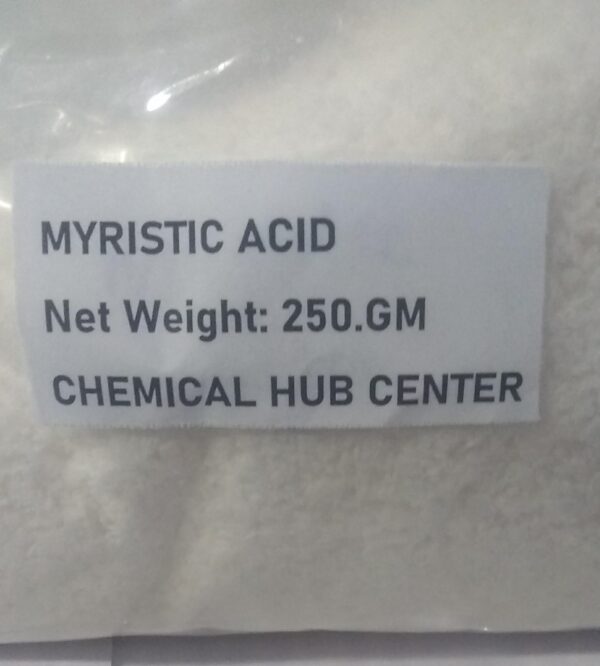 MYRISTIC ACID
Net Weight: 250.GM
CHEMICAL HUB CENTER